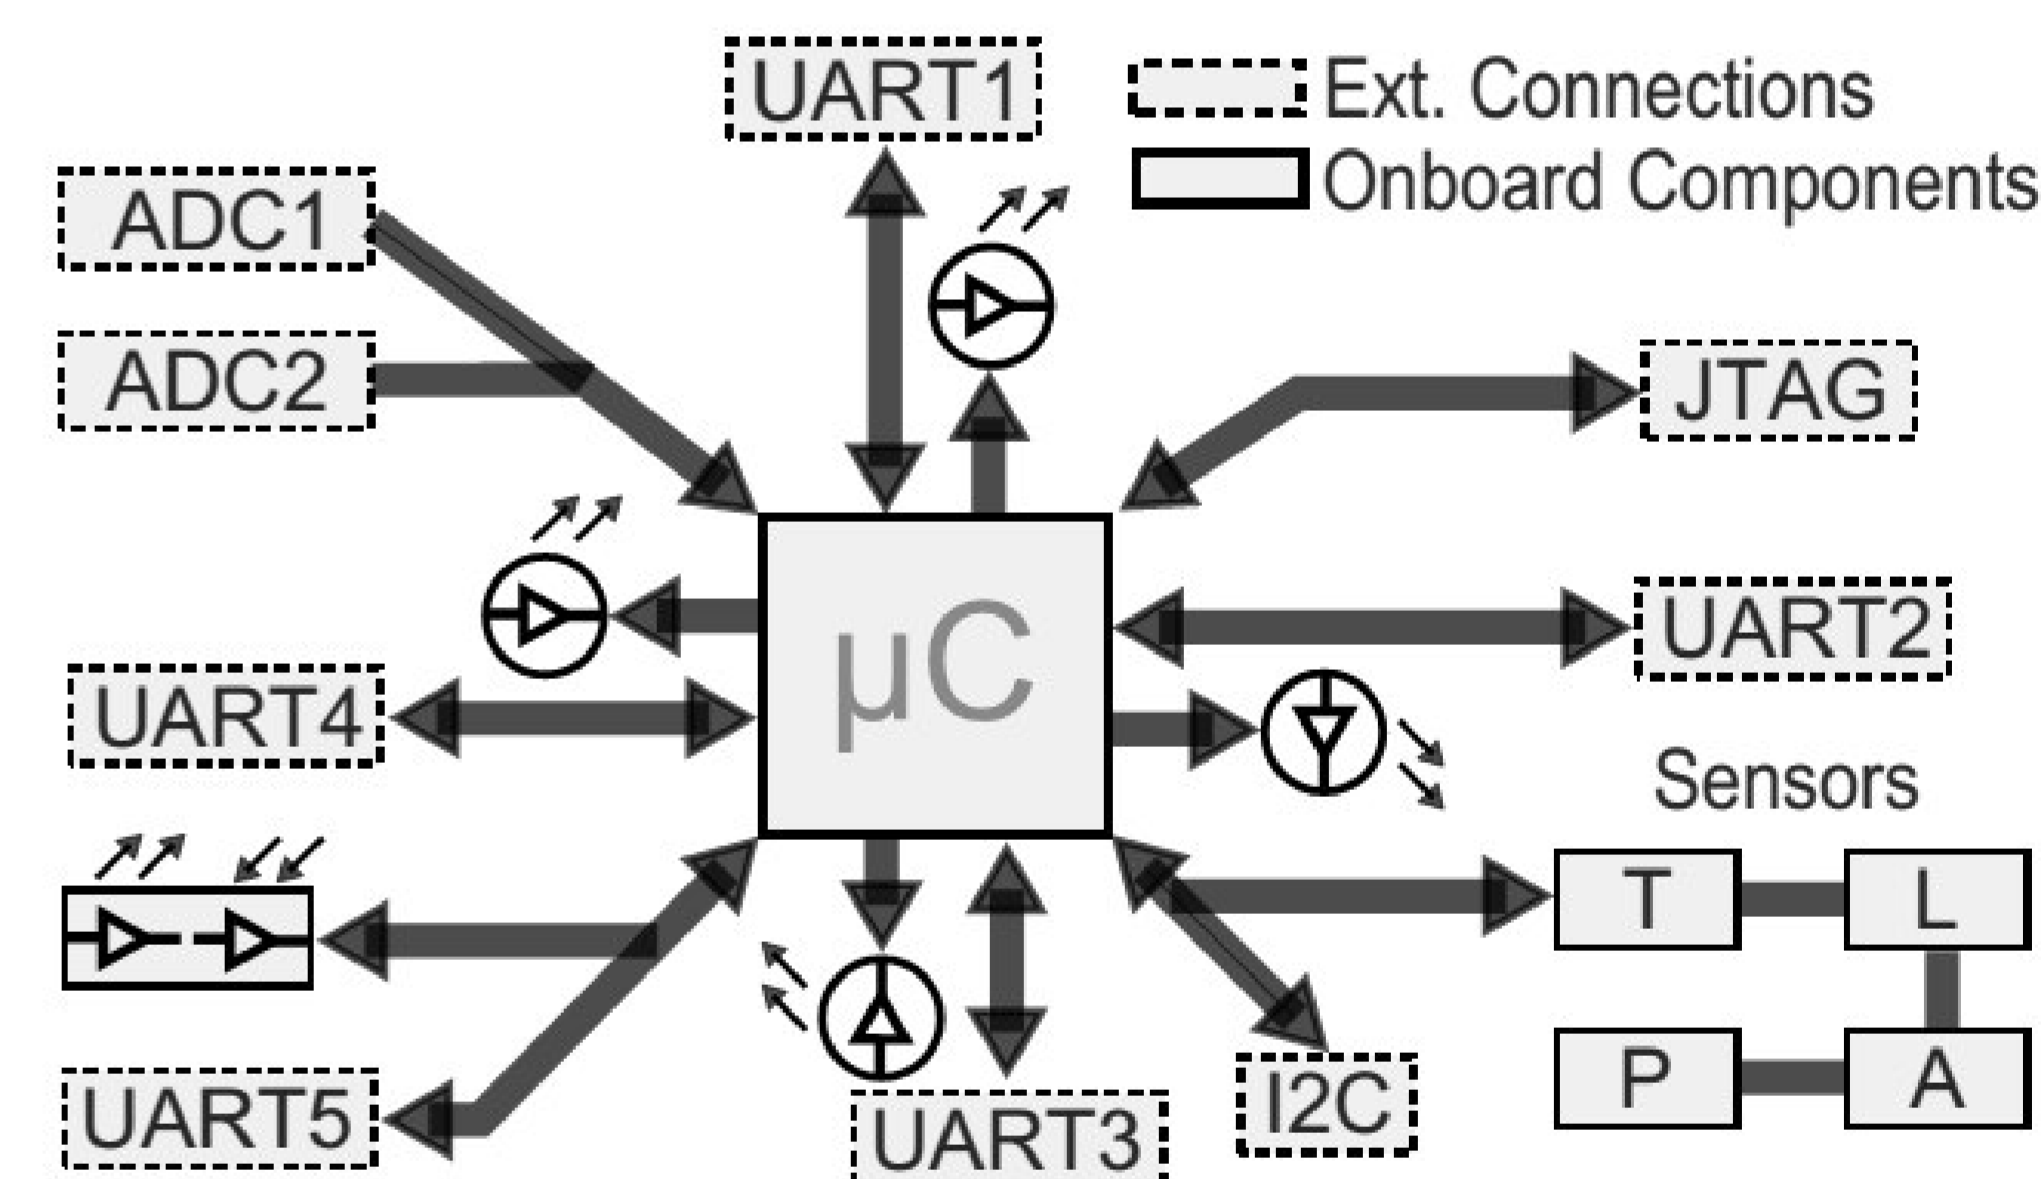 UART1
Ext. Connections
Onboard Components
ADC1
ADC2
JTAG
µC
UART2
UART4
Sensors
T
L
P
A
I2C
UART5
UART3